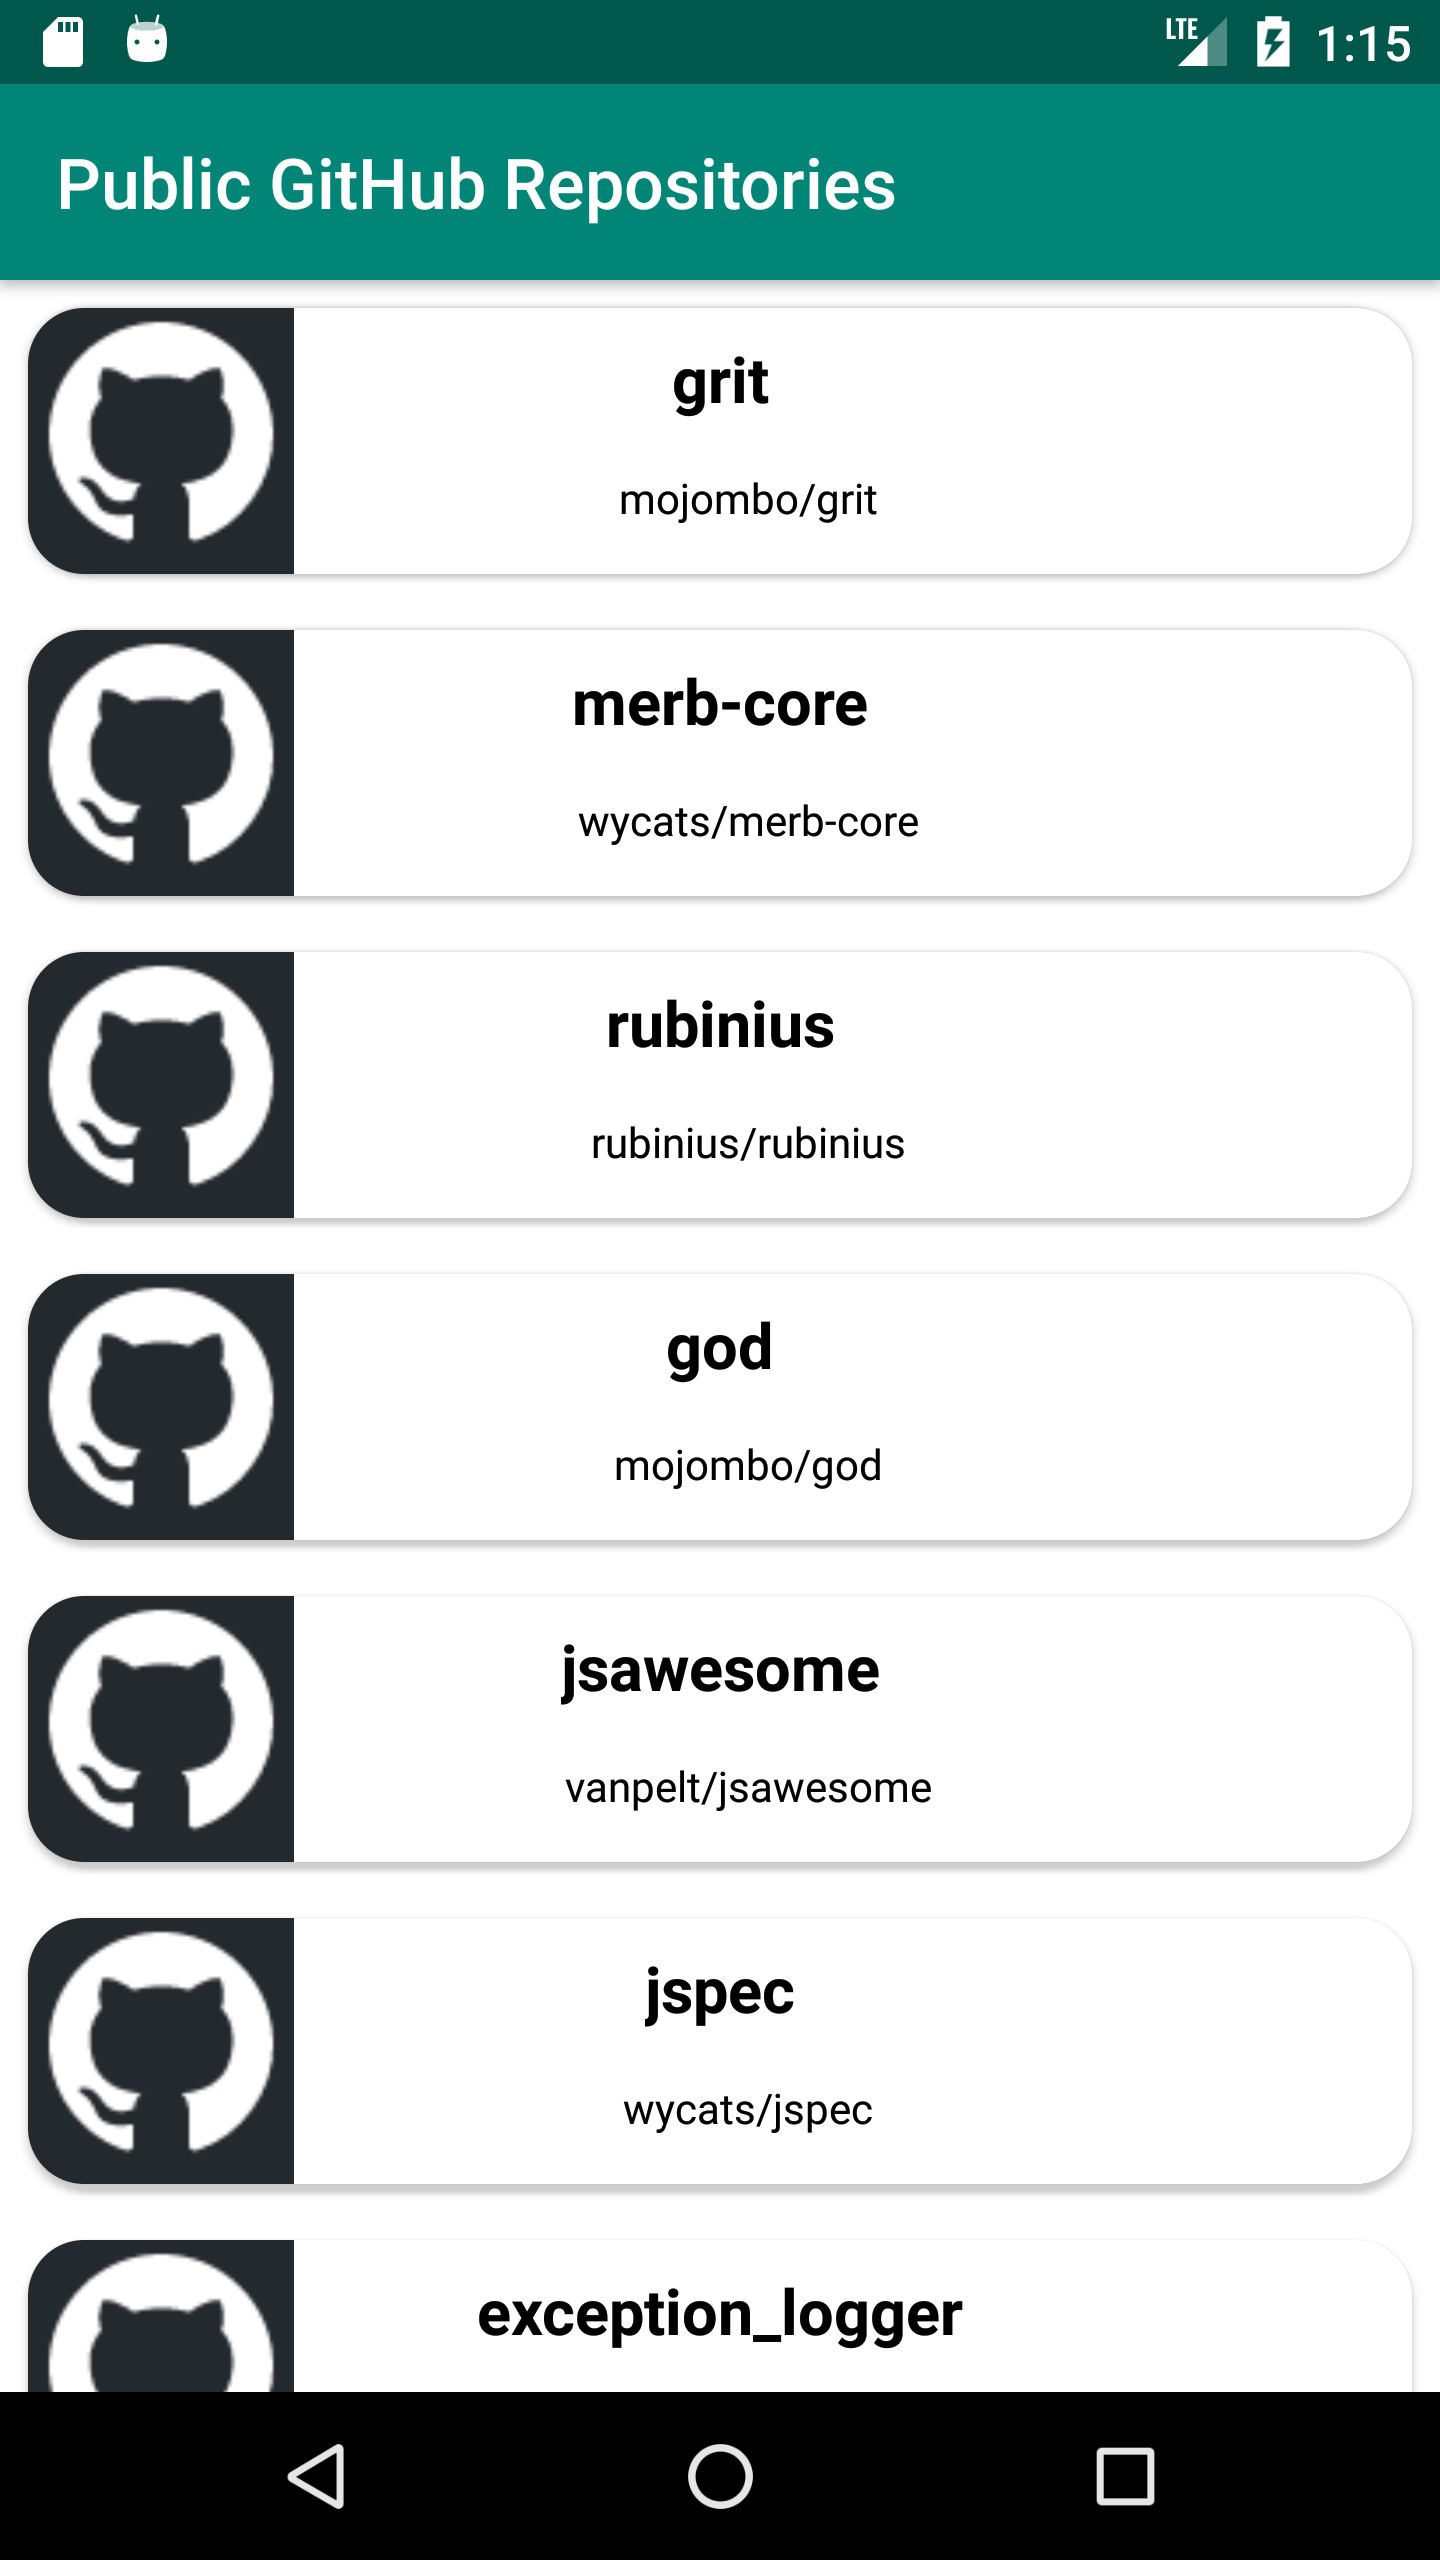 LTE 1:15
Public GitHub Repositories
grit
mojombo/grit
merb-core
wycats/merb-core
rubinius
rubinius/rubinius
god
mojombo/god
jsawesome
vanpelt/jsawesome
jspec
wycats/jspec
exception_logger